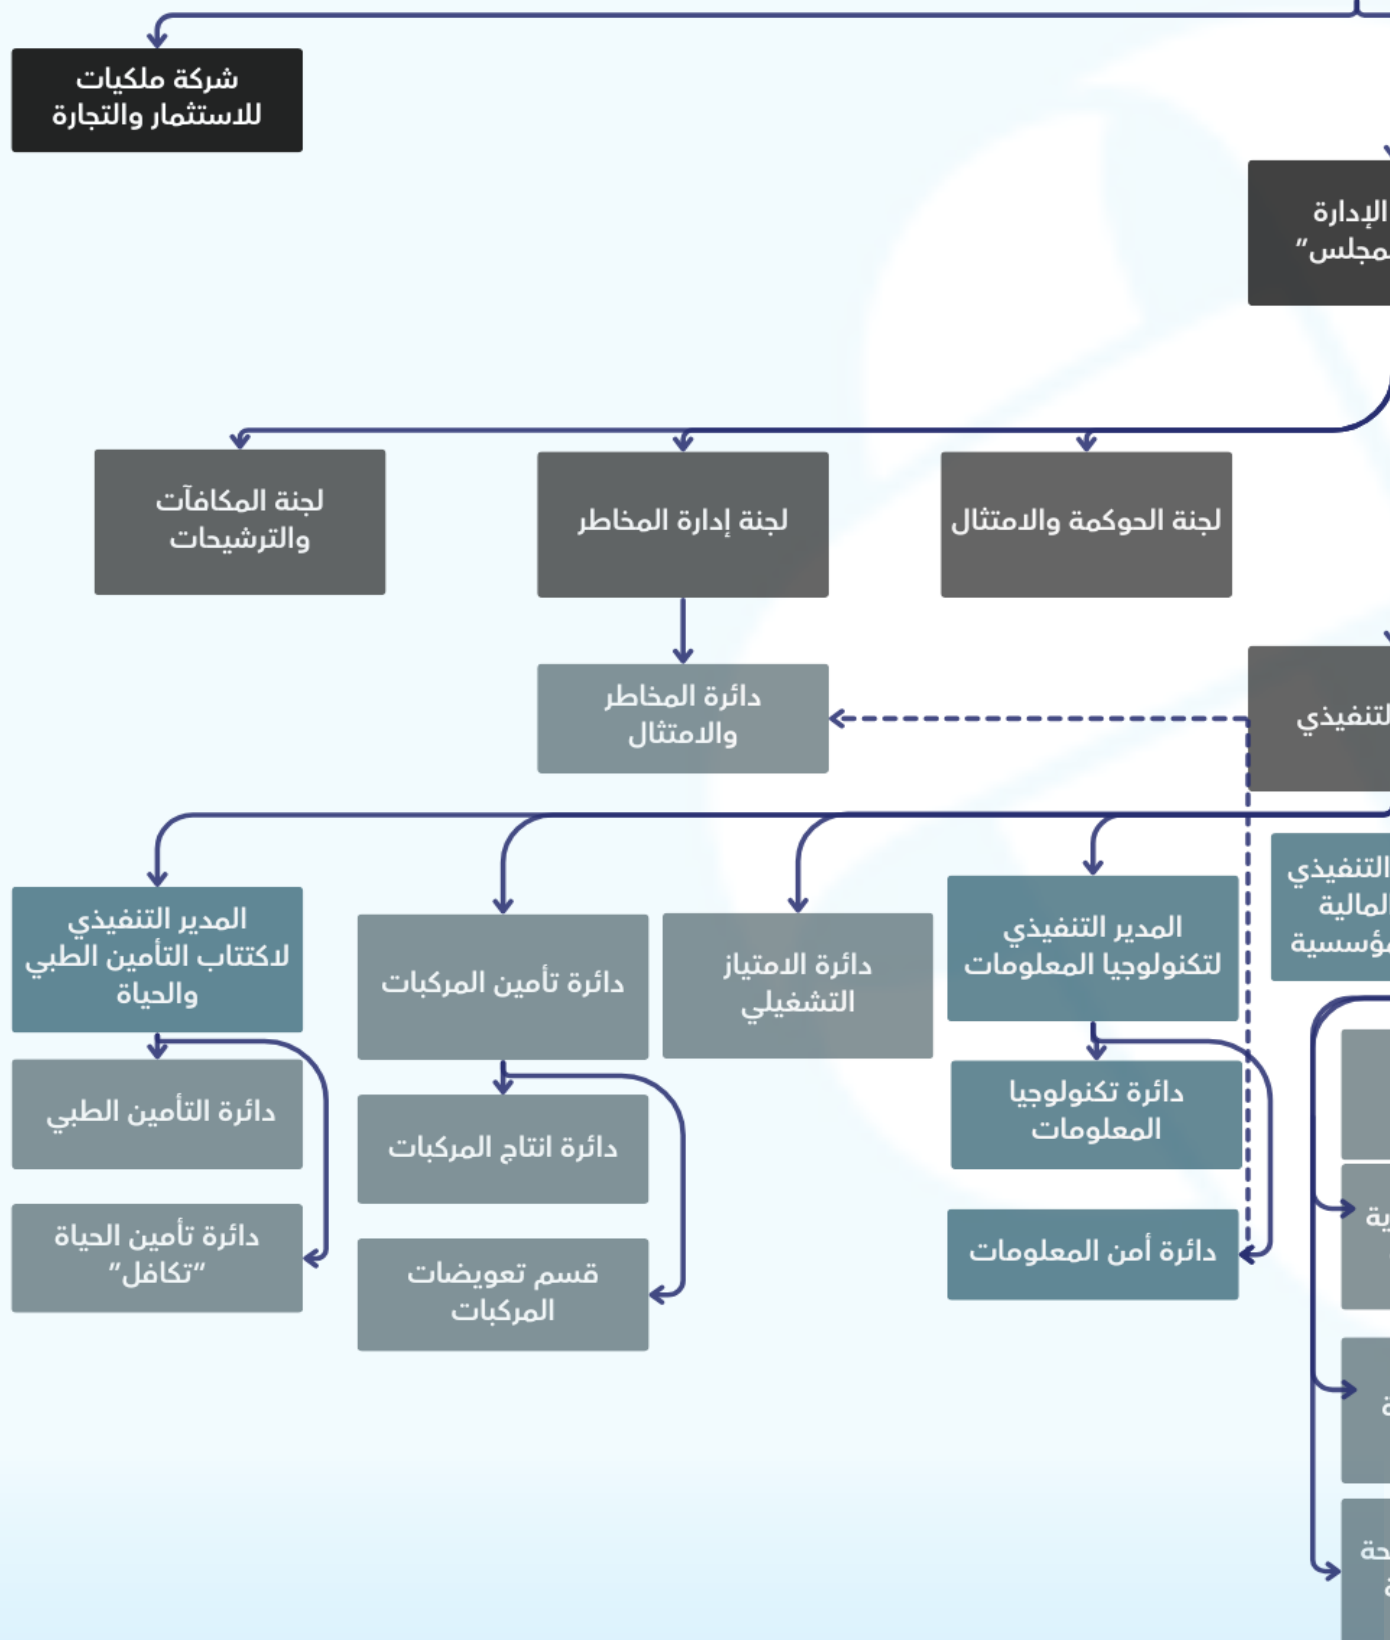 شركة ملكيات
للاستثمار والتجارة
الإدارة
لجنة الحوكمة والامتثال
لجنة إدارة المخاطر
لجنة المكافآت
والترشيحات
دائرة المخاطر
والامتثال
التنفيذي
المدير التنفيذي
لتكنولوجيا المعلومات
دائرة الامتياز
التشغيلي
دائرة تأمين المركبات
المدير التنفيذي
لاكتتاب التأمين الطبي
والحياة
دائرة تكنولوجيا
المعلومات
دائرة أمن المعلومات
دائرة انتاج المركبات
قسم تعويضات
المركبات
دائرة التأمين الطبي
دائرة تأمين الحياة
"تكافل"